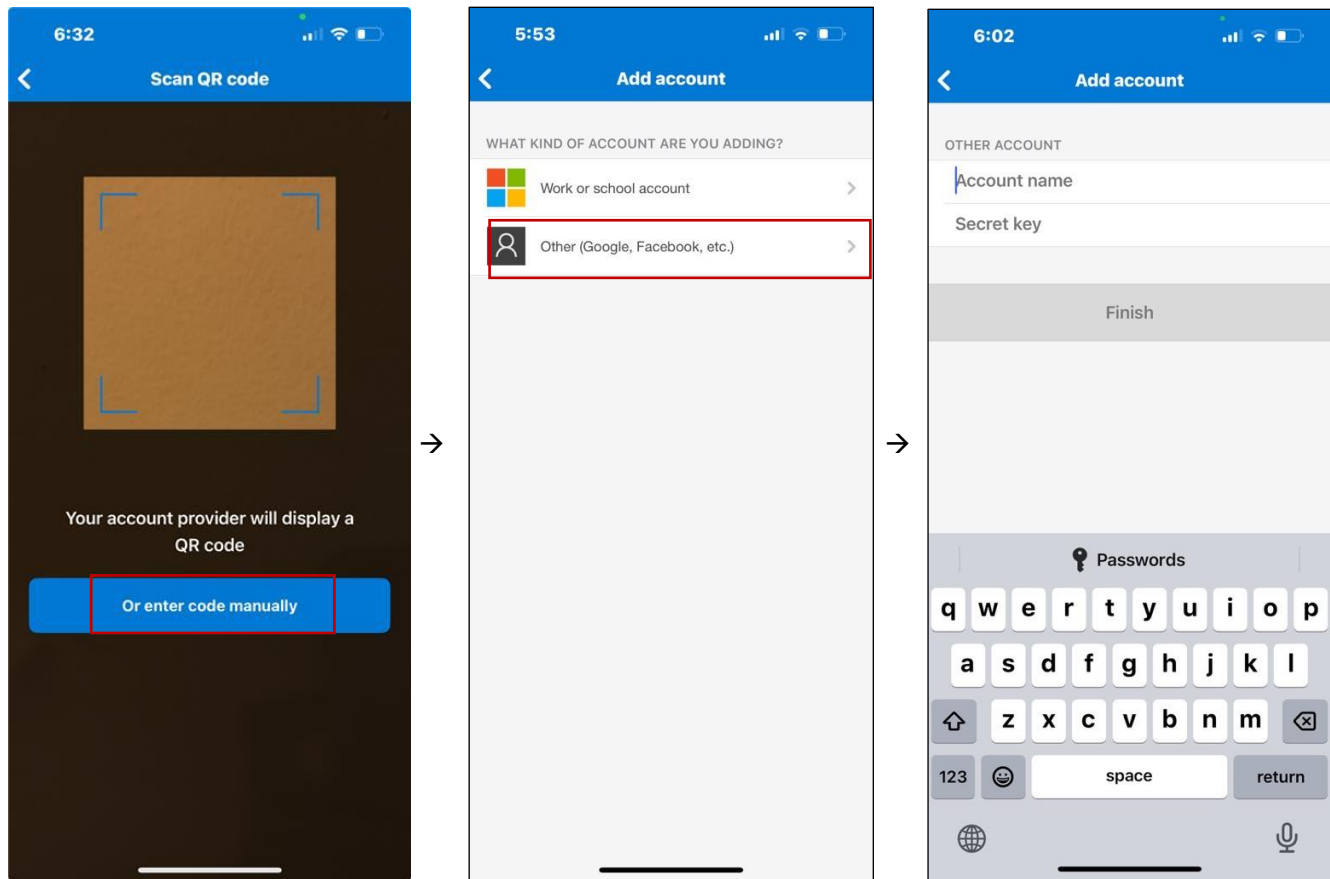 6:32
Scan QR code
Your account provider will display a
QR code
Or enter code manually
→
5:53
Add account
WHAT KIND OF ACCOUNT ARE YOU ADDING?
Work or school account
Other (Google, Facebook, etc.)
→
6:02
Add account
OTHER ACCOUNT
Account name
Secret key
Finish
Passwords
q w e r t y u i o p
a s d f g h j k l
z x c v b n m
123 space return